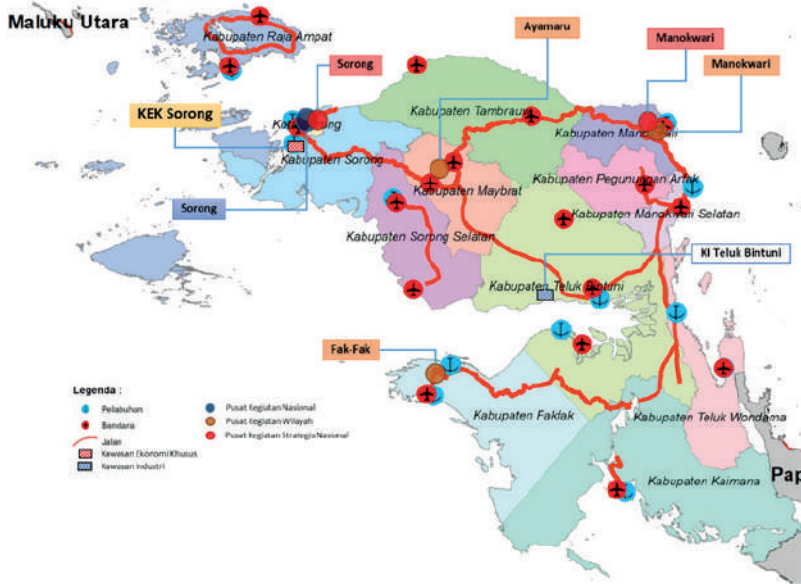 Maluku Utara
Kabupaten Raja Ampat
Ayamaru
Sorong
Manokwari
Manokwari
KEK Sorong
Kabupaten Tambrauw
Kabupaten Sorong
Kabupaten Maybrat
Kabupaten Pegunungan Arfak
Sorong
Kabupaten Manokwari Selatan
Kabupaten Sorong Selatan
KI Teluk Bintuni
Kabupaten Teluk Bintuni
Fak-Fak
Legenda :
Pelabuhan
Bandara
Jalan
Kawasan Ekonomi Khusus
Kawasan Industri
Pusat Kegiatan Nasional
Pusat Kegiatan Wilayah
Pusat Kegiatan Strategis Nasional
Kabupaten Fakfak
Kabupaten Teluk Wondama
Kabupaten Kaimana
Pap